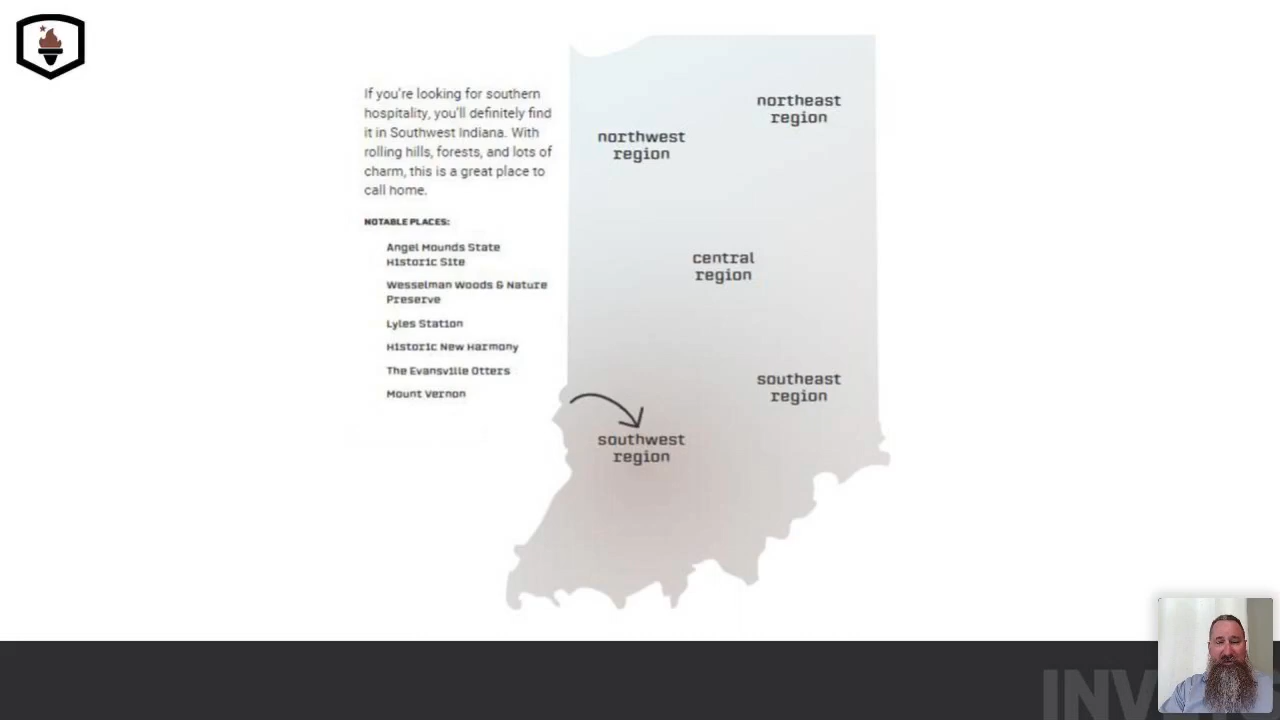 If you're looking for southern
hospitality, you'll definitely find
it in Southwest Indiana. With
rolling hills, forests, and lots of
charm, this is a great place to
call home.
NOTABLE PLACES:
Angel Mounds State
Historic Site
Wesselman Woods & Nature
Preserve
Lyles Station
Historic New Harmony
The Evansville Otters
Mount Vernon
northeast
region
northwest
region
central
region
southeast
region
southwest
region